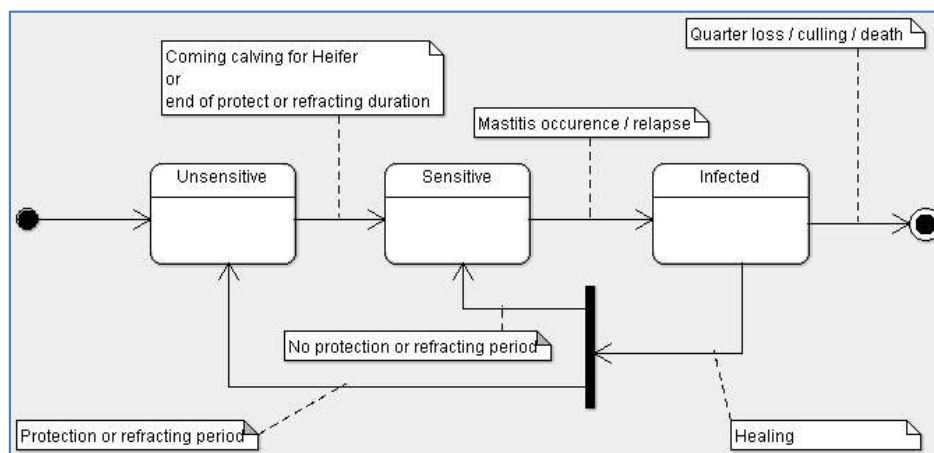 Quarter loss / culling / death
Coming calving for Heifer
or
end of protect or refracting duration
Mastitis occurence / relapse
Unsensitive
Sensitive
Infected
No protection or refracting period
Protection or refracting period
Healing